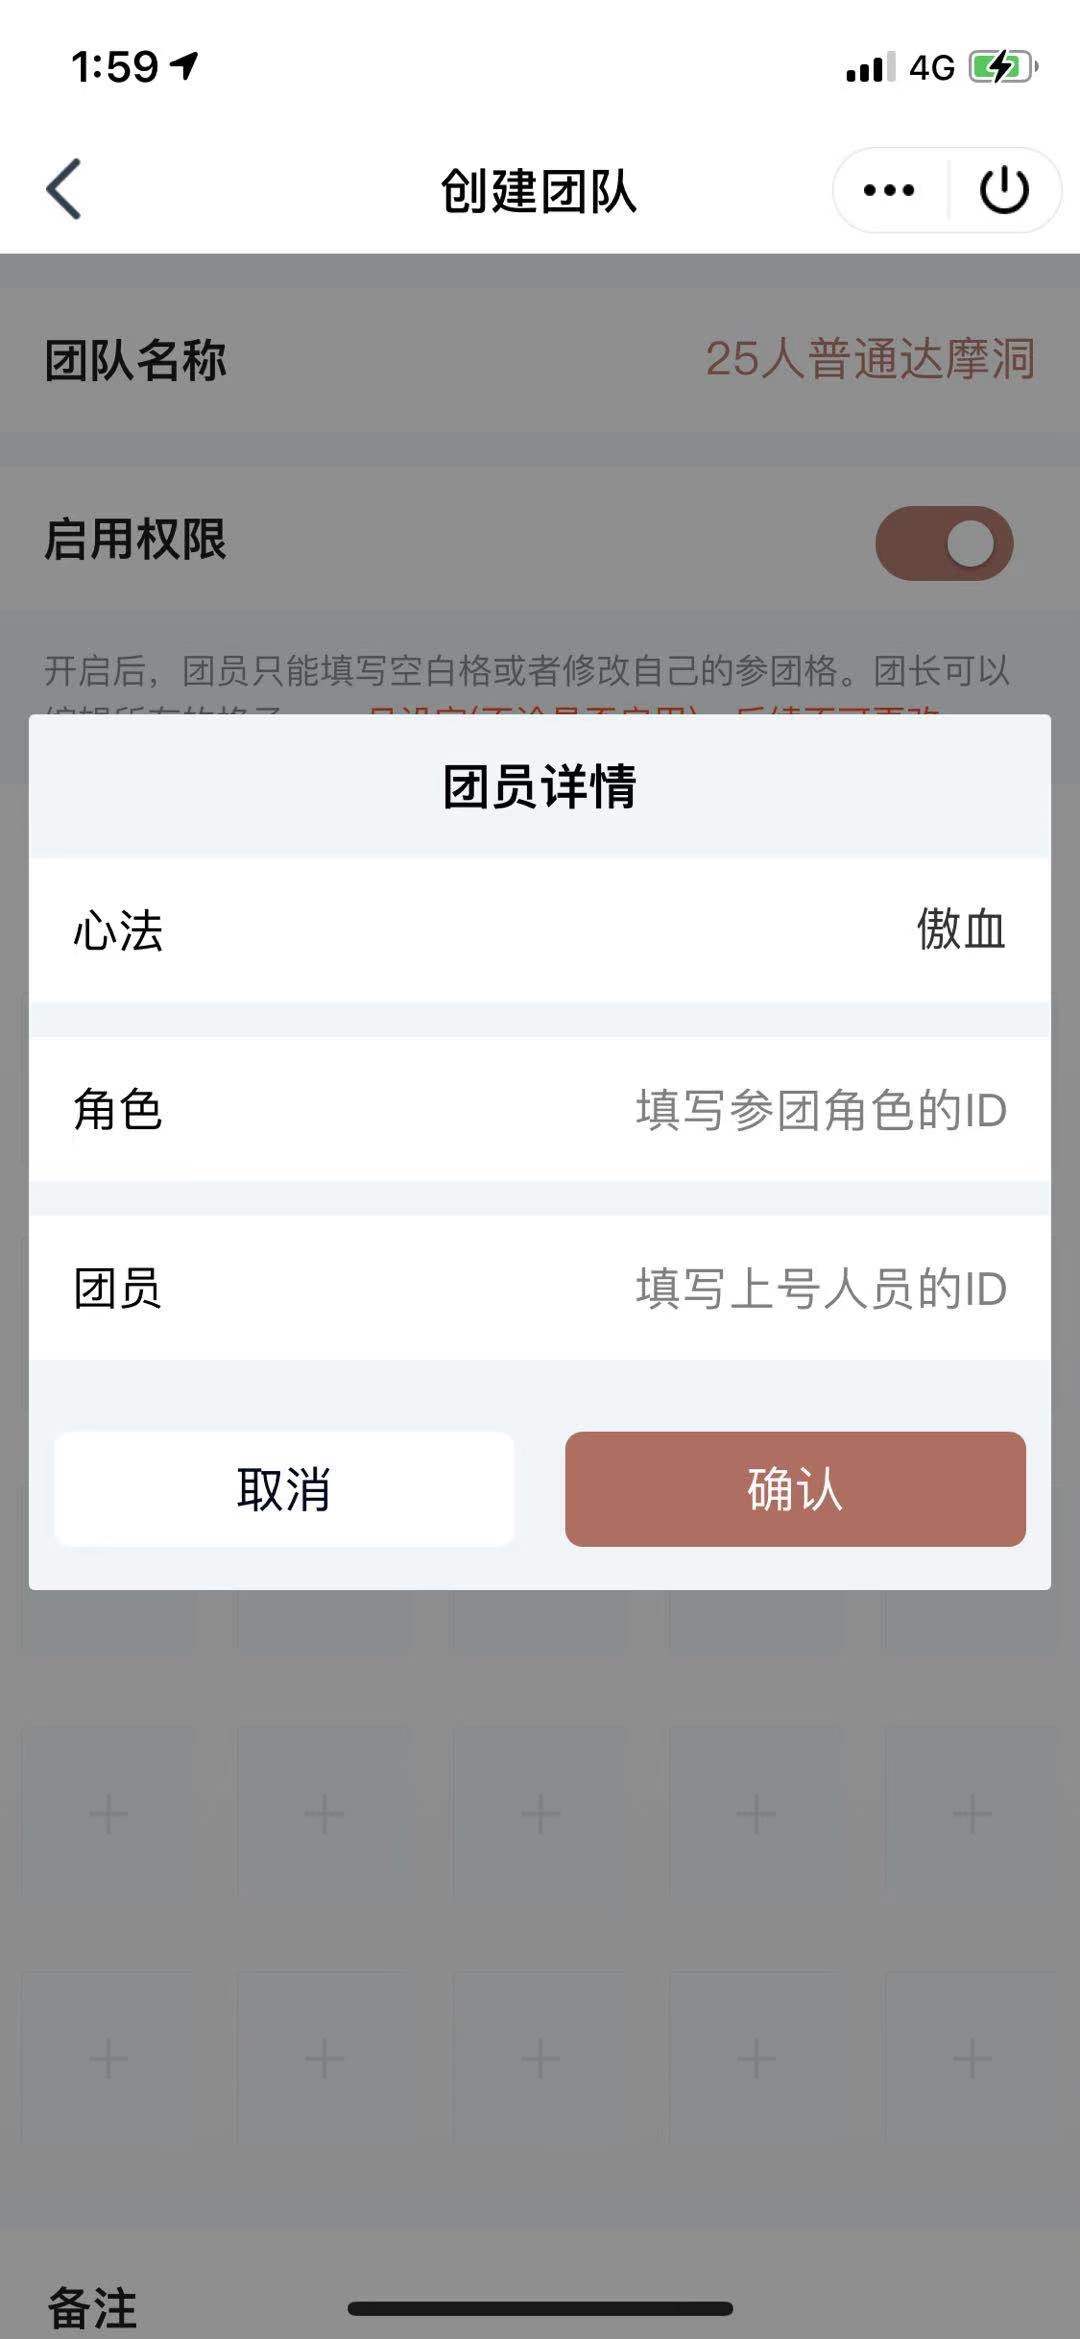 1:59
4G
创建团队
团队名称
25人普通达摩洞
启用权限
开启后，团员只能填写空白格或者修改自己的参团格。团长可以
团员详情
心法
傲血
角色
填写参团角色的ID
团员
填写上号人员的ID
取消
确认
备注